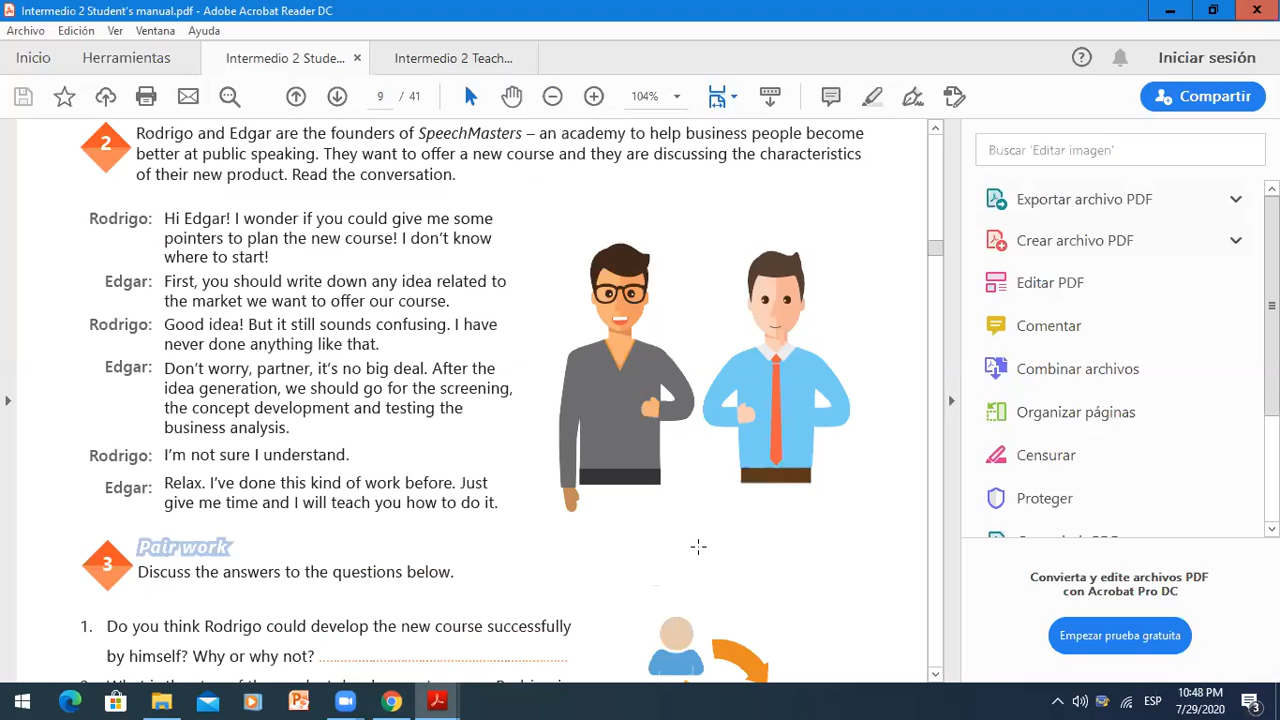 Intermedio 2 Student's manual.pdf - Adobe Acrobat Reader DC
Archivo Edición Ver Ventana Ayuda
Inicio Herramientas Intermedio 2 Stude... × Intermedio 2 Teach... Iniciar sesión
9 / 41 104% Compartir
2
Rodrigo and Edgar are the founders of SpeechMasters – an academy to help business people become
better at public speaking. They want to offer a new course and they are discussing the characteristics
of their new product. Read the conversation.
Rodrigo: Hi Edgar! I wonder if you could give me some
pointers to plan the new course! I don't know
where to start!
Edgar: First, you should write down any idea related to
the market we want to offer our course.
Rodrigo: Good idea! But it still sounds confusing. I have
never done anything like that.
Edgar: Don't worry, partner, it's no big deal. After the
idea generation, we should go for the screening,
the concept development and testing the
business analysis.
Rodrigo: I'm not sure I understand.
Edgar: Relax. I've done this kind of work before. Just
give me time and I will teach you how to do it.
3
Pair work
Discuss the answers to the questions below.
1. Do you think Rodrigo could develop the new course successfully
by himself? Why or why not?
Buscar 'Editar imagen'
Exportar archivo PDF
Crear archivo PDF
Editar PDF
Comentar
Combinar archivos
Organizar páginas
Censurar
Proteger
Convierta y edite archivos PDF
con Acrobat Pro DC
Empezar prueba gratuita
ESP
10:48 PM
7/29/2020
3